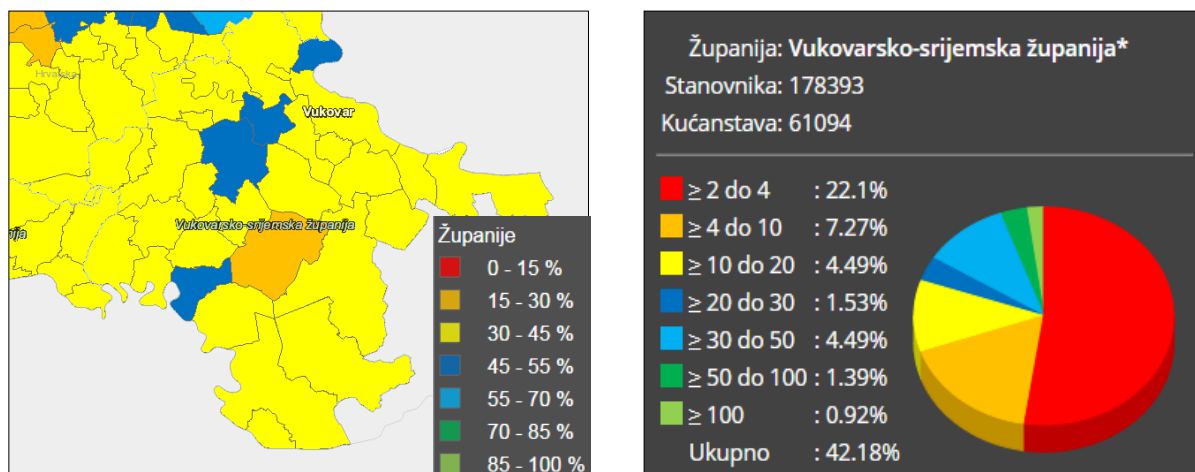 Hrvatska
Vukovar
Vukovarsko-srijemska županija
Županije
0 - 15 %
15 - 30 %
30 - 45 %
45 - 55 %
55 - 70 %
70 - 85 %
85 - 100 %
Županija: Vukovarsko-srijemska županija*
Stanovnika: 178393
Kućanstava: 61094
≥ 2 do 4 : 22.1%
≥ 4 do 10 : 7.27%
≥ 10 do 20 : 4.49%
≥ 20 do 30 : 1.53%
≥ 30 do 50 : 4.49%
≥ 50 do 100 : 1.39%
≥ 100 : 0.92%
Ukupno : 42.18%